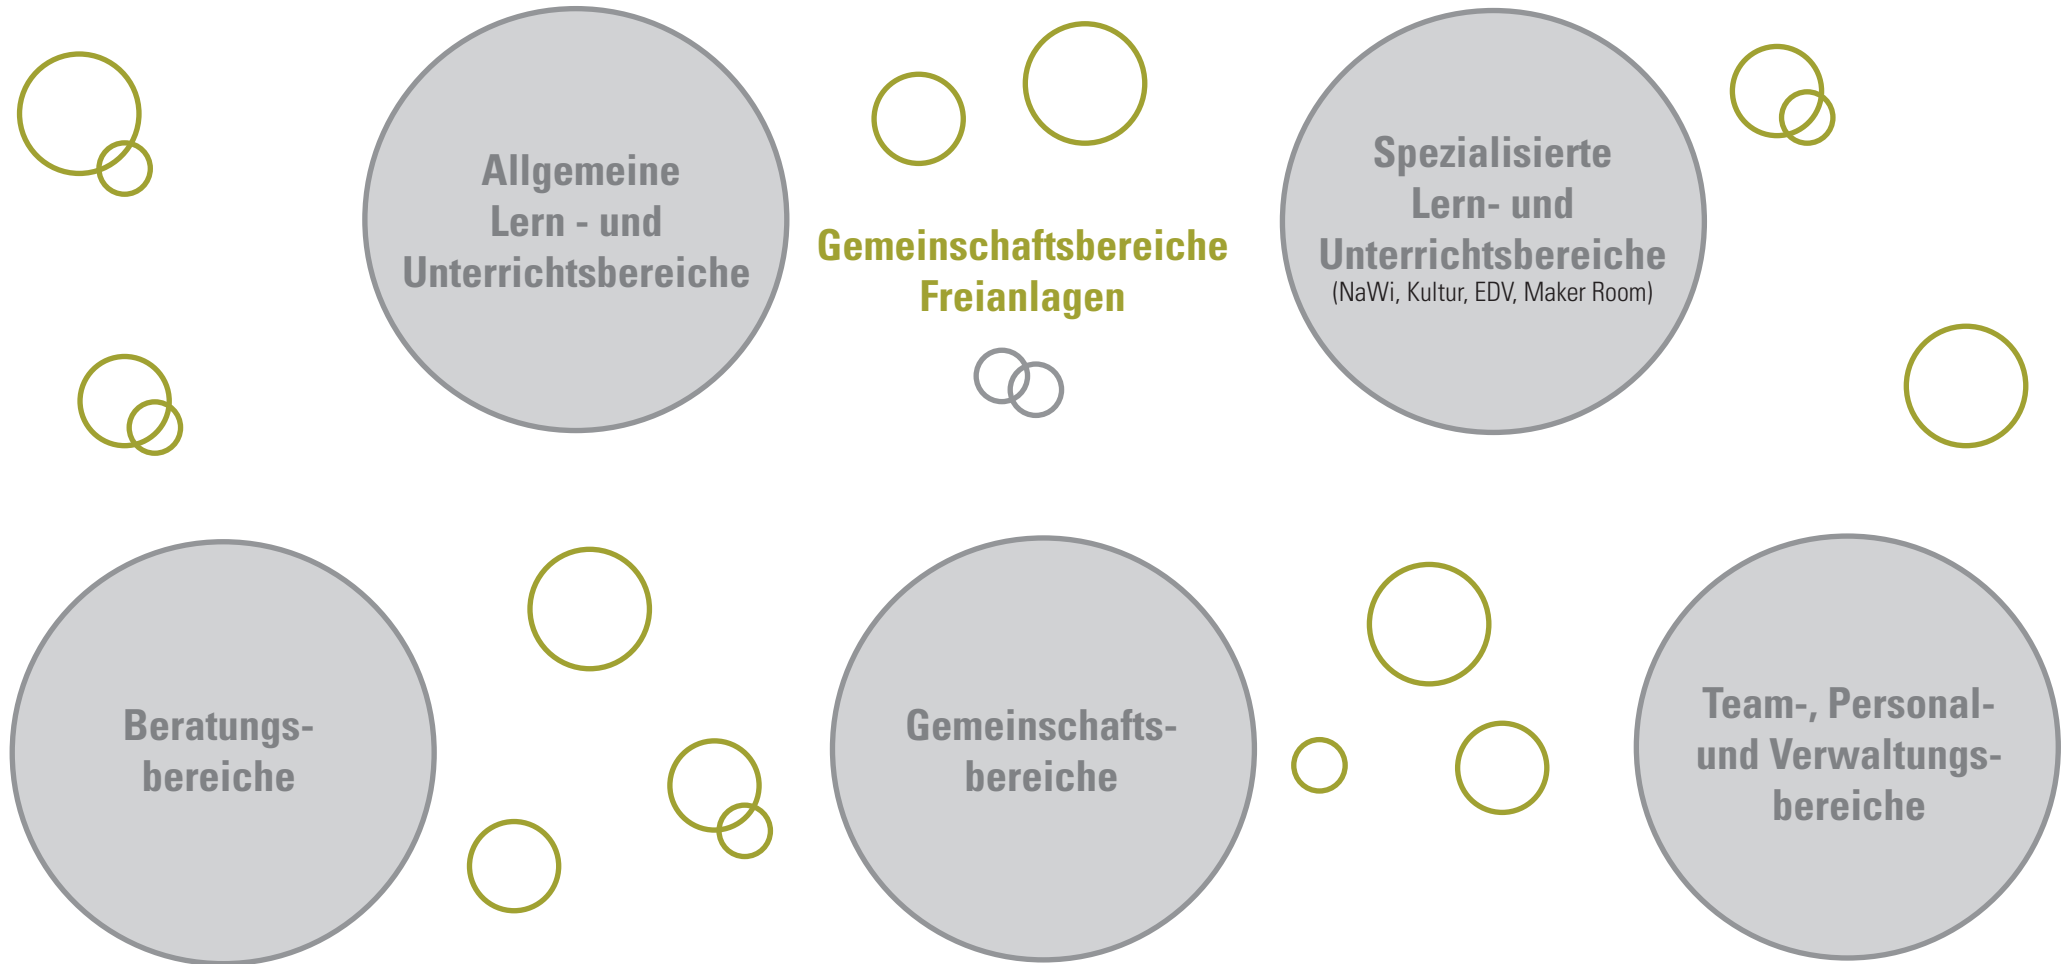 Allgemeine
Lern - und
Unterrichtsbereiche
Gemeinschaftsbereiche
Freianlagen
Spezialisierte
Lern- und
Unterrichtsbereiche
(NaWi, Kultur, EDV, Maker Room)
Beratungs-
bereiche
Gemeinschafts-
bereiche
Team-, Personal-
und Verwaltungs-
bereiche